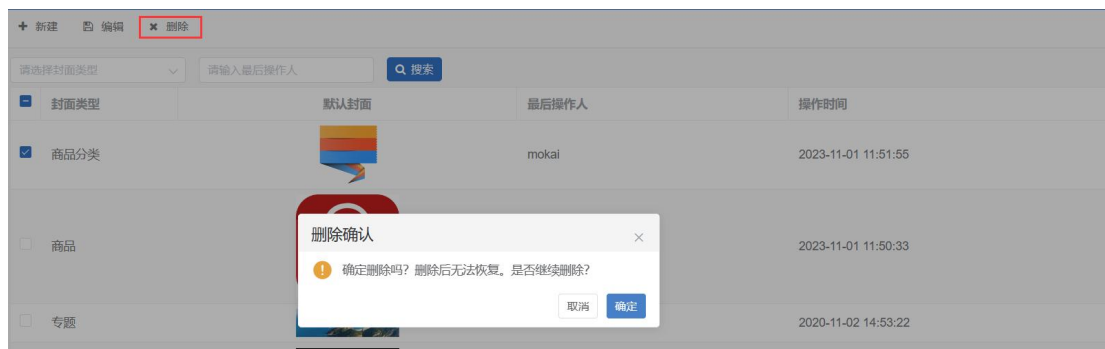 新建 编辑 删除
请选择封面类型 请输入最后操作人 搜索
封面类型 默认封面 最后操作人 操作时间
商品分类 mokai 2023-11-01 11:51:55
删除确认
商品 2023-11-01 11:50:33
确定删除吗？删除后无法恢复。是否继续删除？
取消 确定
专题 2020-11-02 14:53:22